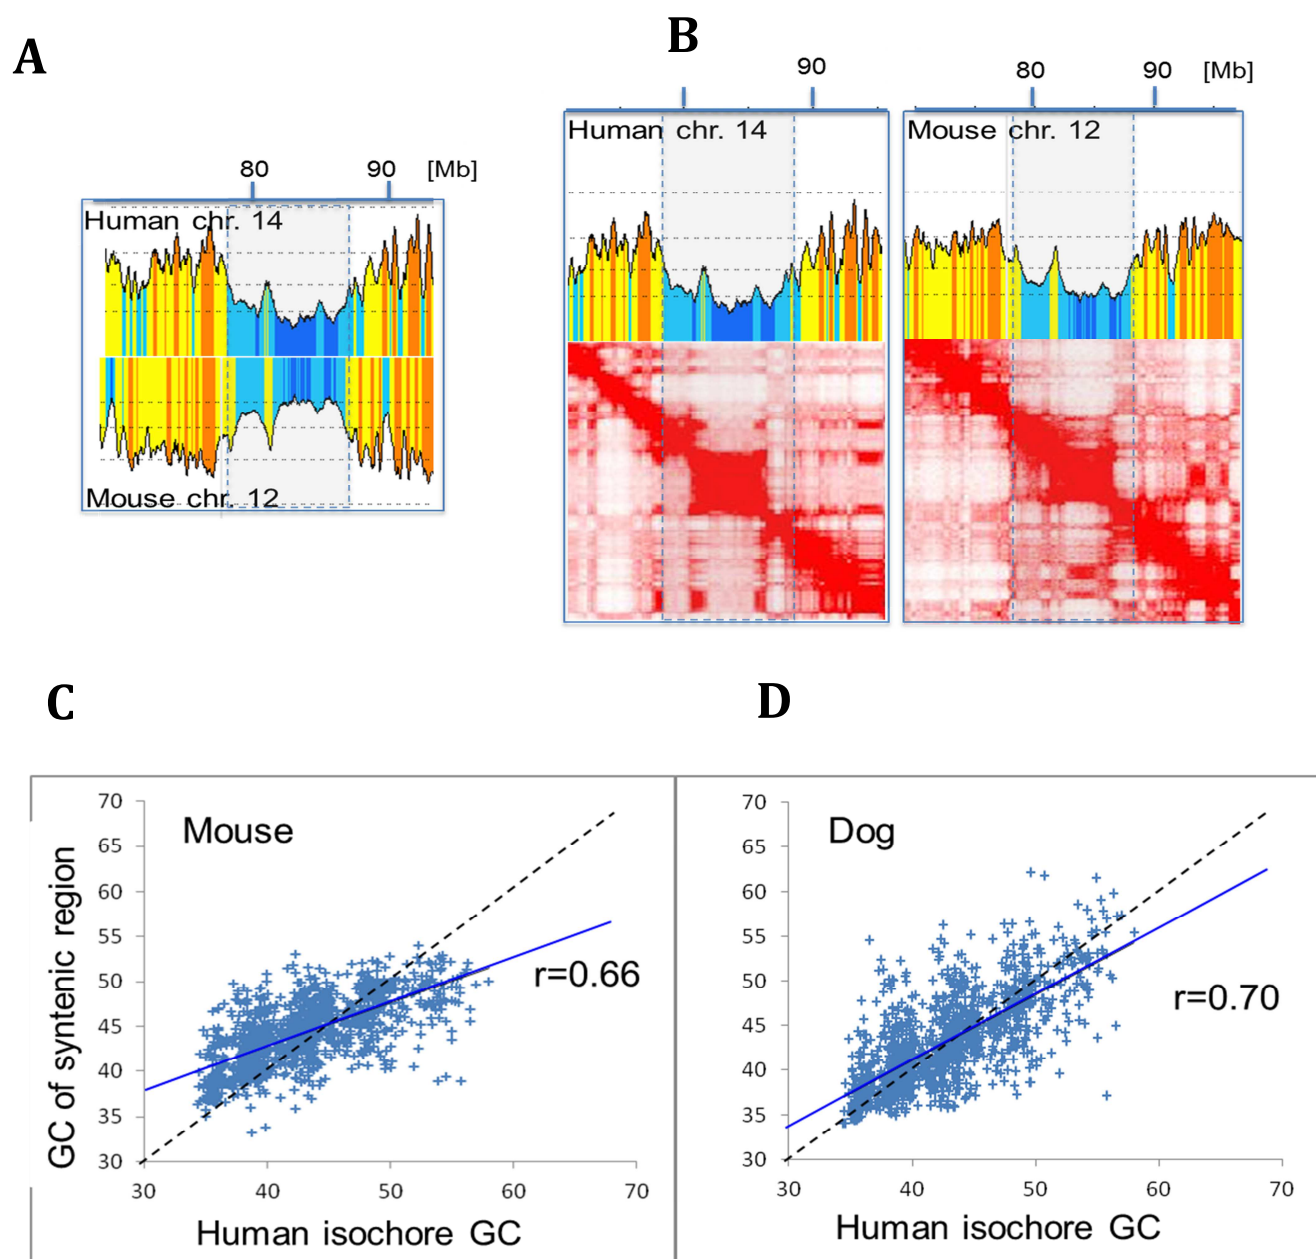 A
B
80 90 [Mb]
Human chr. 14
Mouse chr. 12
90
Human chr. 14
80 90 [Mb]
Mouse chr. 12
C
D
GC of syntenic region
70
65
60
55
50
45
40
35
30
Mouse
r=0.66
30 40 50 60 70
Human isochore GC
70
65
60
55
50
45
40
35
30
Dog
r=0.70
30 40 50 60 70
Human isochore GC